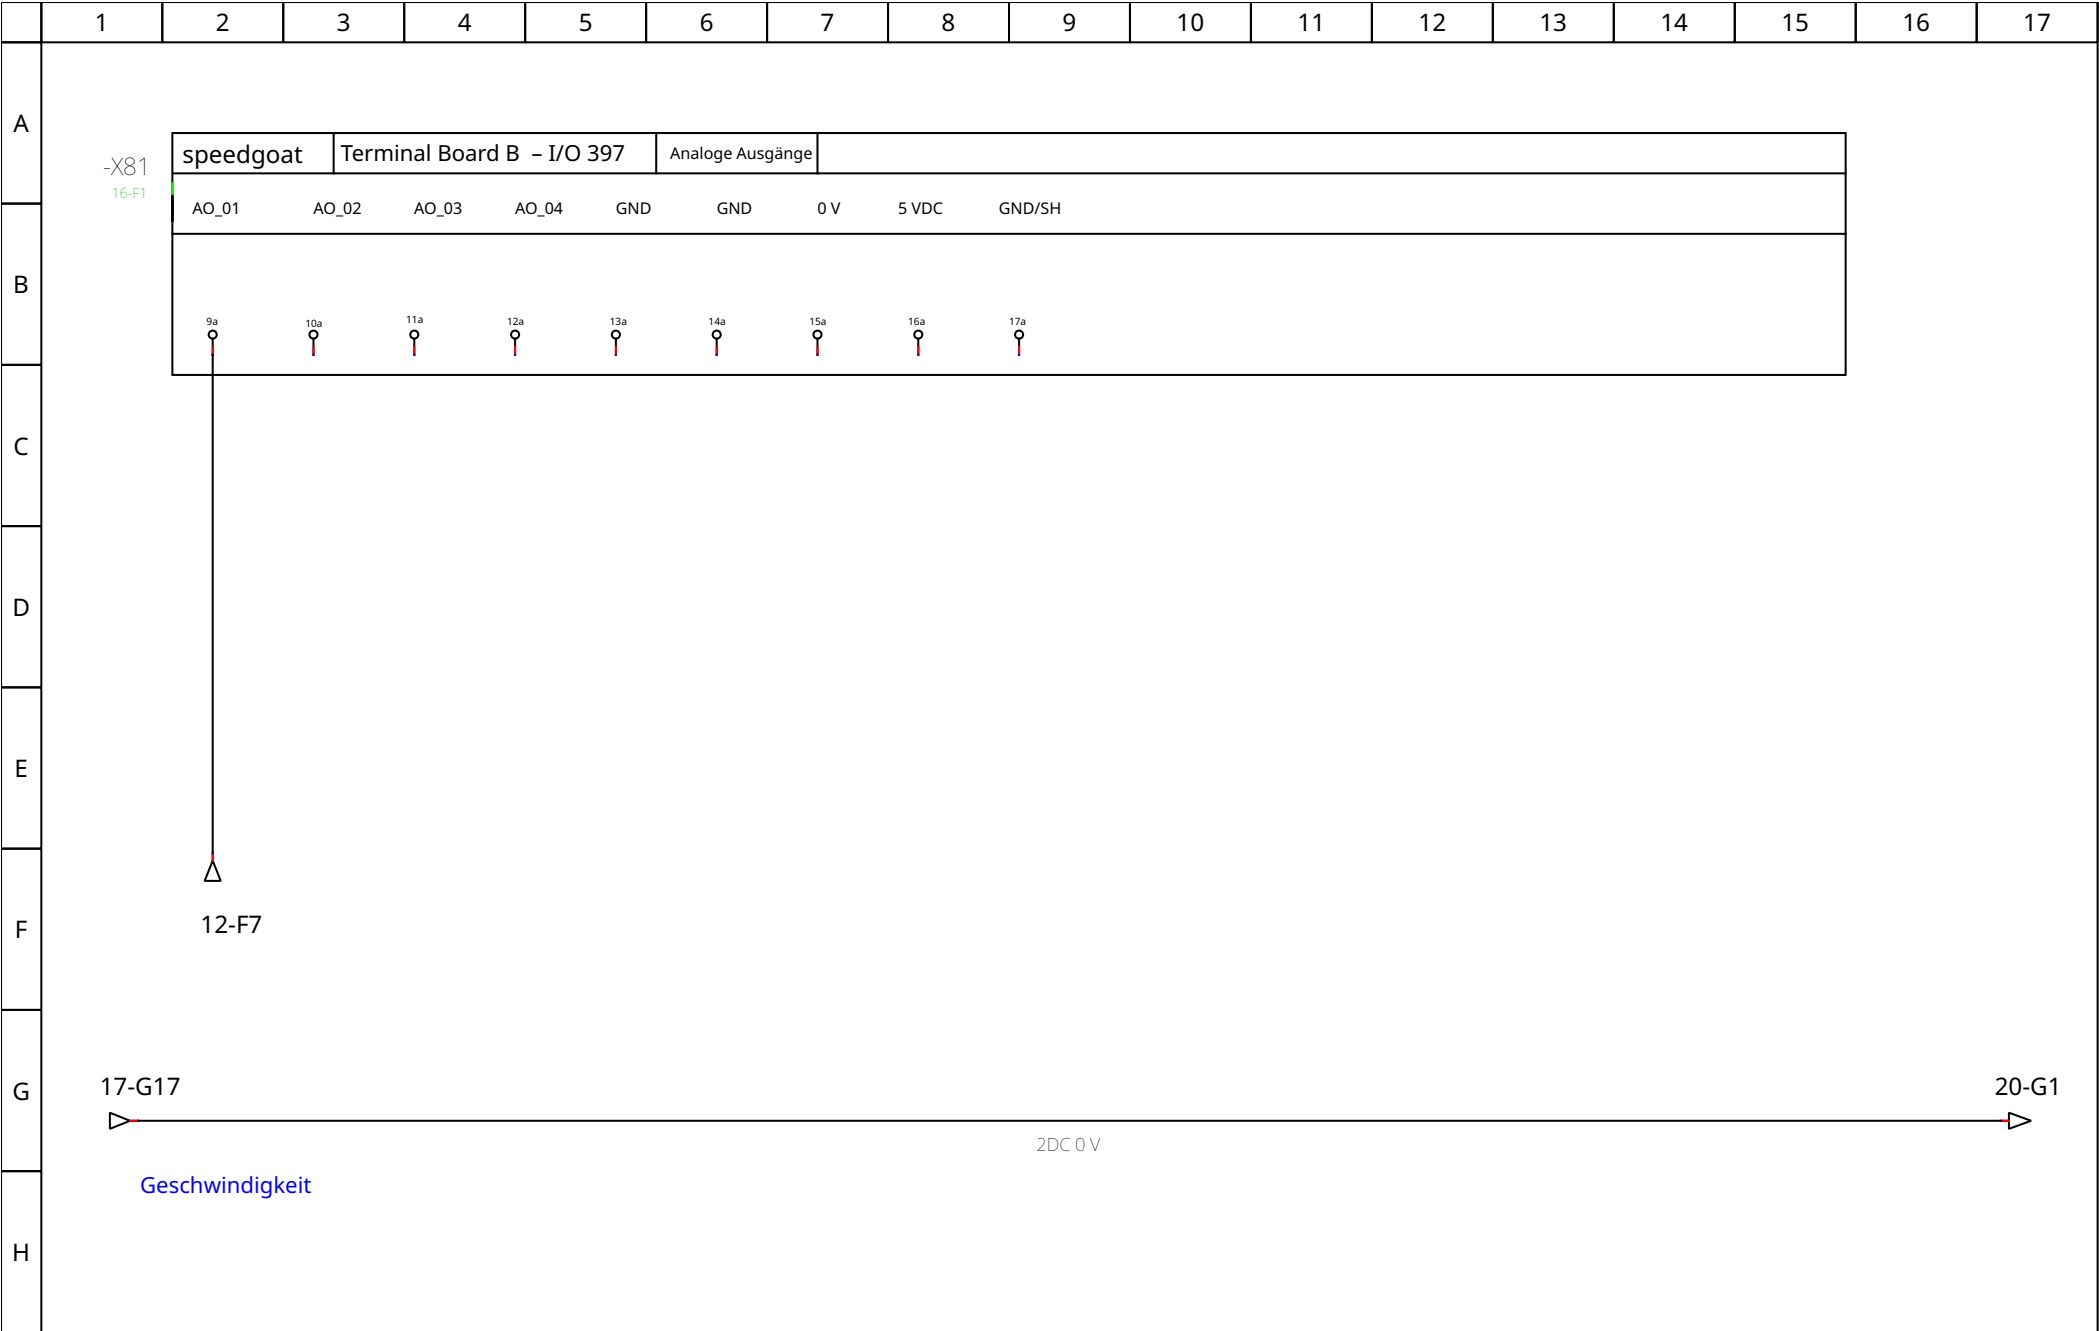 1 2 3 4 5 6 7 8 9 10 11 12 13 14 15 16 17
A
speedgoat Terminal Board B – I/O 397 Analoge Ausgänge
-X81
16-F1
AO_01 AO_02 AO_03 AO_04 GND GND 0 V 5 VDC GND/SH
B
9a 10a 11a 12a 13a 14a 15a 16a 17a
C
D
E
12-F7
F
17-G17 20-G1
G
2DC 0 V
Geschwindigkeit
H